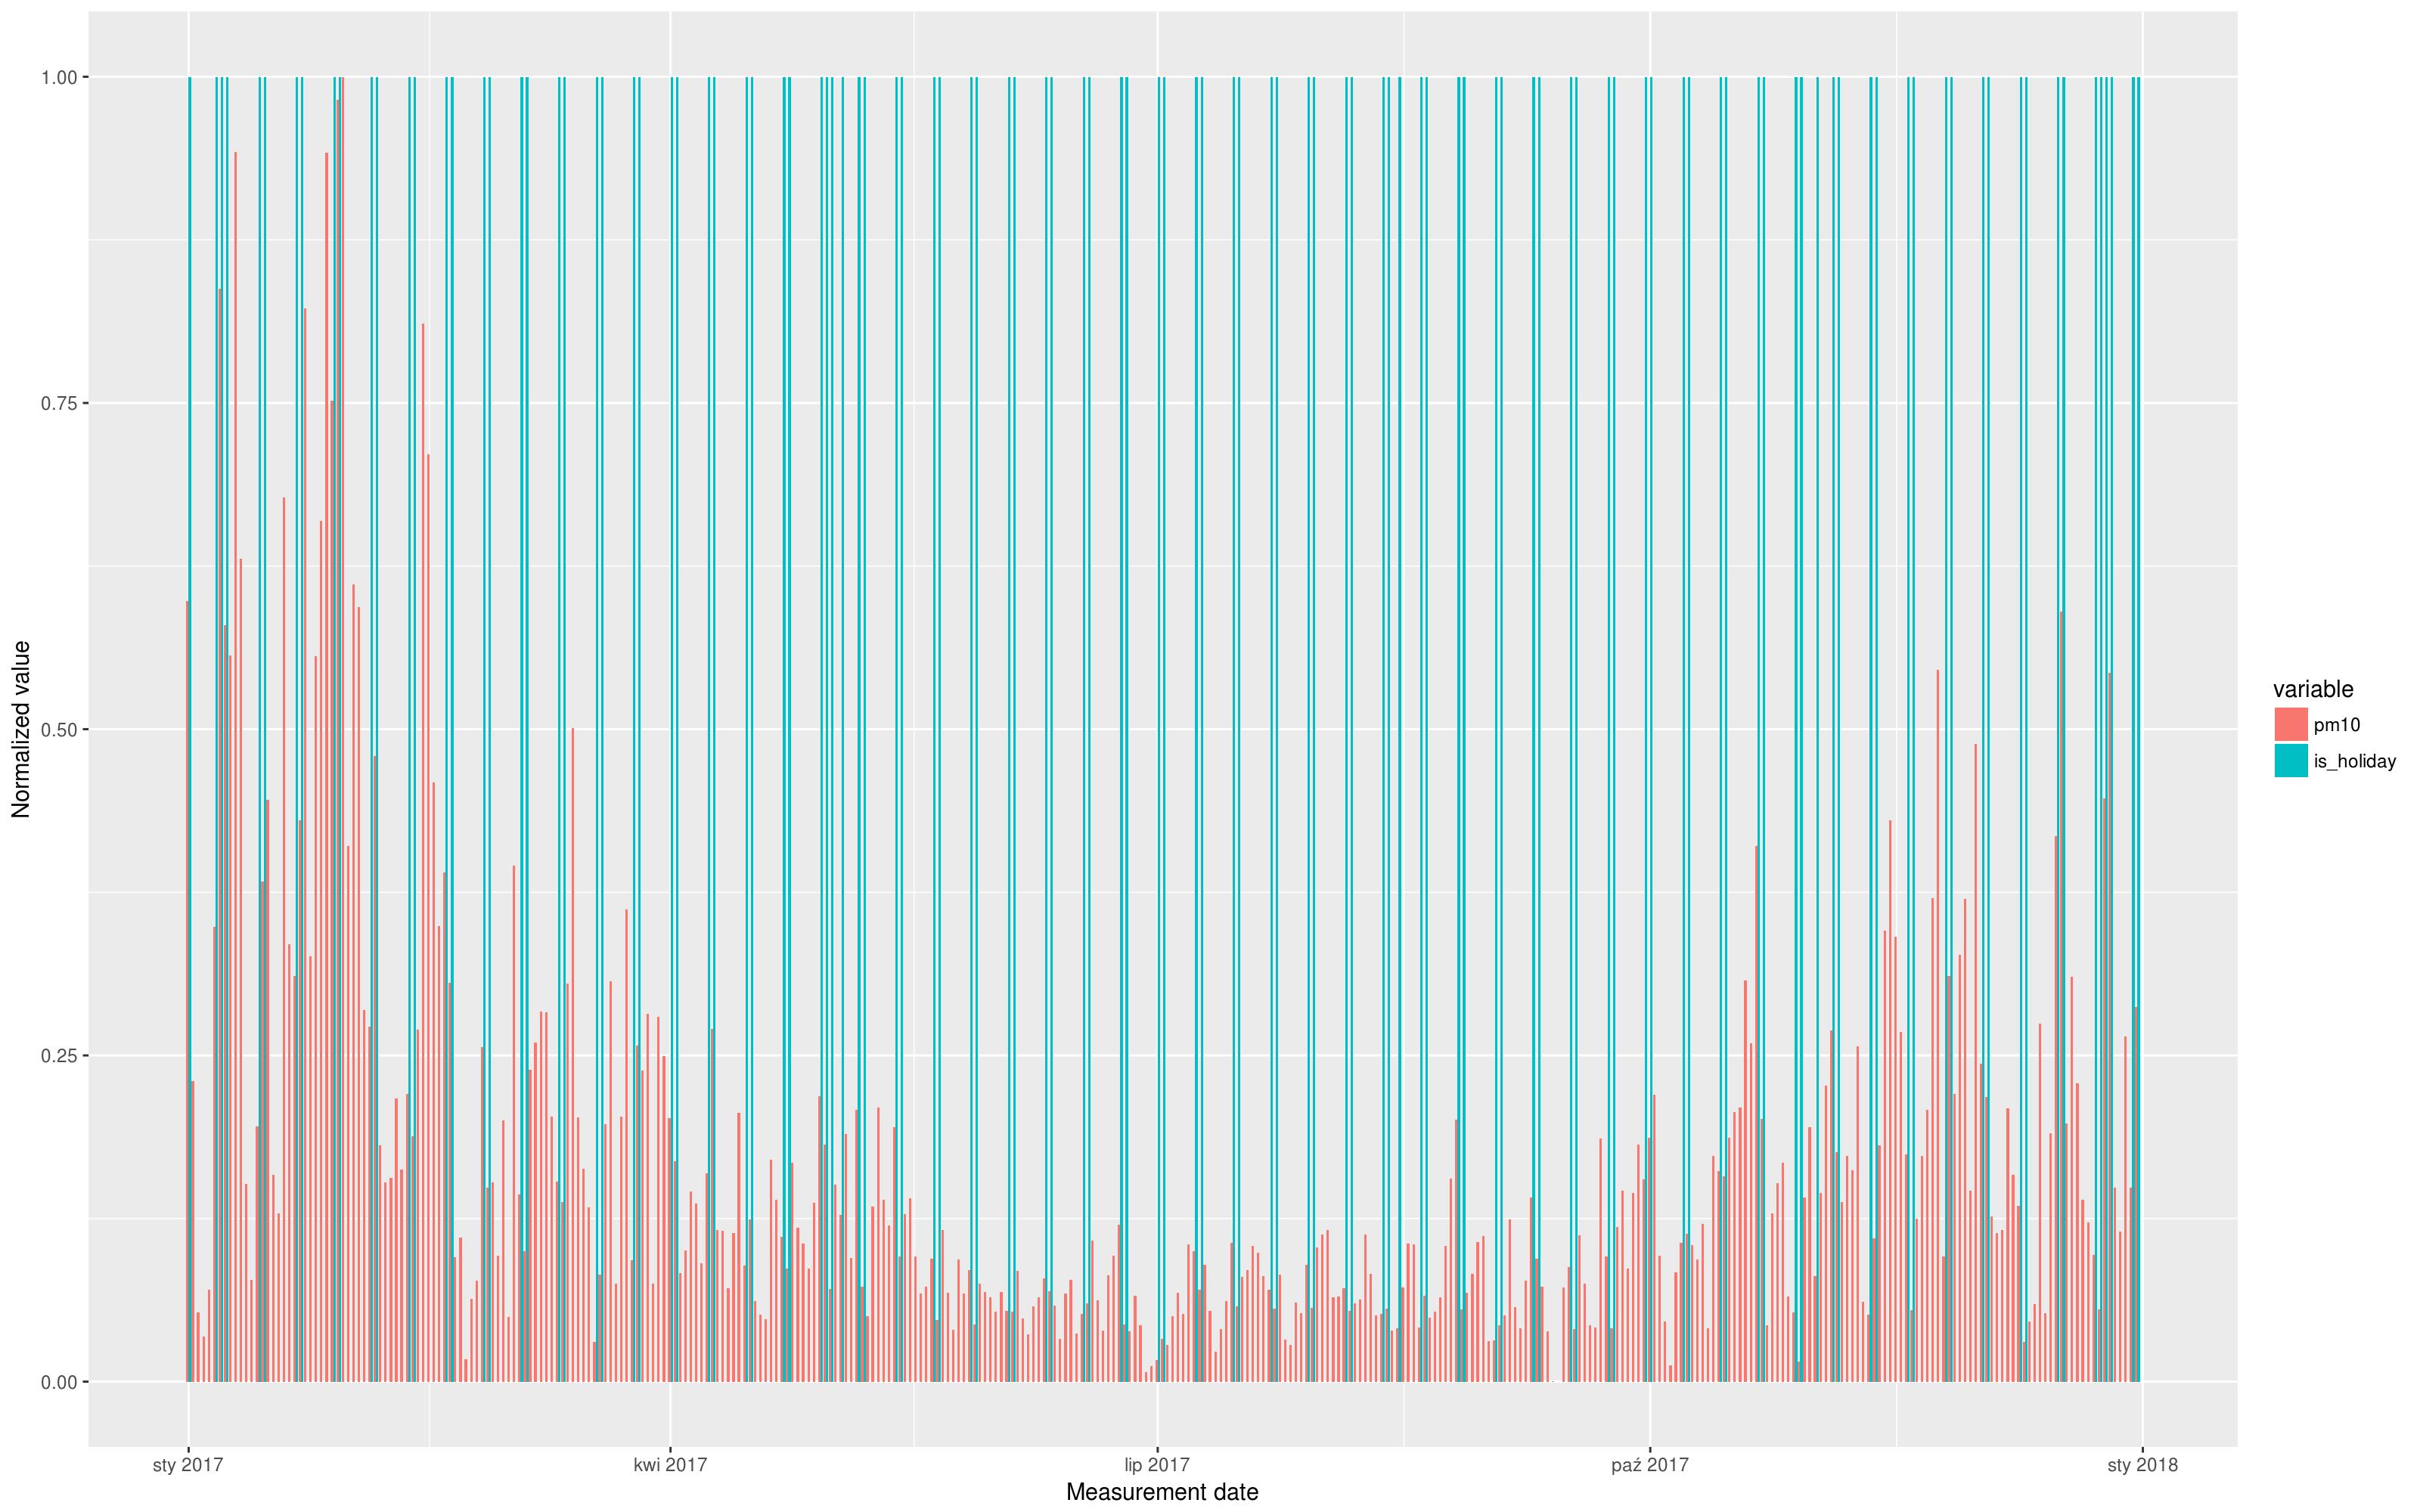 1.00
0.75
0.50
0.25
0.00
Normalized value
sty 2017
kwi 2017
lip 2017
paź 2017
sty 2018
Measurement date
variable
pm10
is_holiday